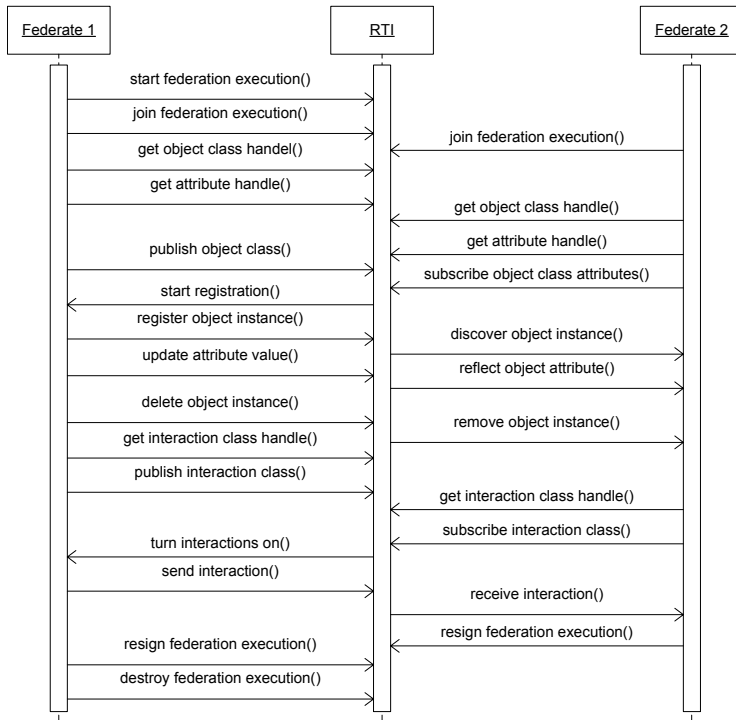 Federate 1
RTI
Federate 2
start federation execution()
join federation execution()
join federation execution()
get object class handel()
get attribute handle()
get object class handle()
get attribute handle()
publish object class()
subscribe object class attributes()
start registration()
register object instance()
discover object instance()
update attribute value()
reflect object attribute()
delete object instance()
remove object instance()
get interaction class handle()
publish interaction class()
get interaction class handle()
subscribe interaction class()
turn interactions on()
send interaction()
receive interaction()
resign federation execution()
resign federation execution()
destroy federation execution()